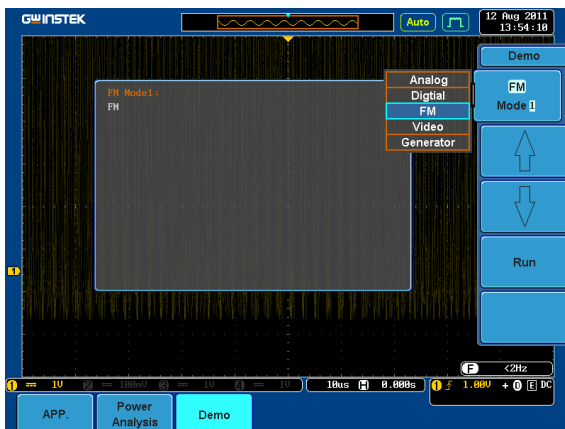 GWINSTEK
Auto
12 Aug 2011
13:54:10
Demo
FM
Mode 1
Analog
Digtial
FM
Video
Generator
FM Mode1:
FM
Run
1
F <2Hz
1 == 1V 2 == 100mV 3 == 1V 4 == 1V
10us H 0.000s
1 f 1.00V + 0 E DC
APP.
Power
Analysis
Demo